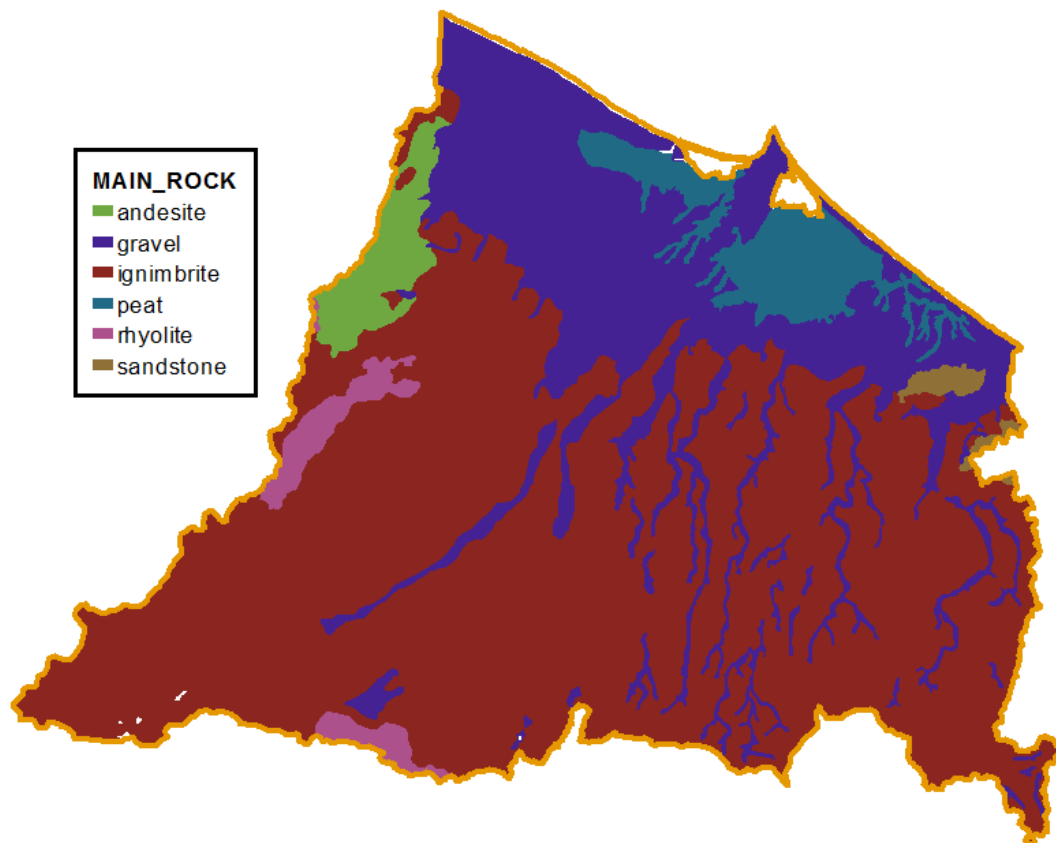 MAIN_ROCK
andesite
gravel
ignimbrite
peat
rhyolite
sandstone